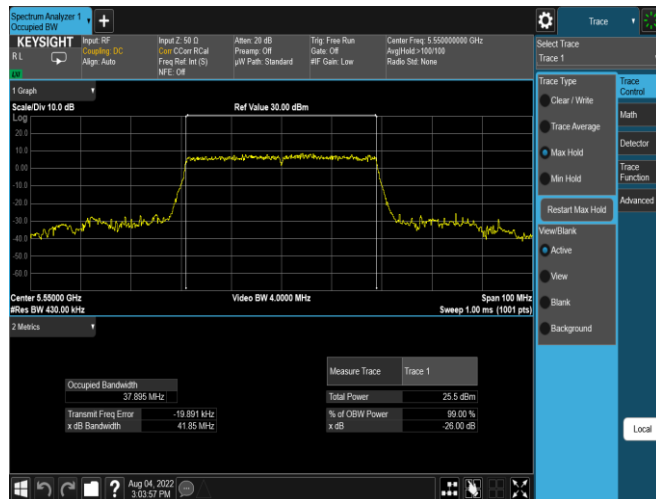 Spectrum Analyzer 1
Occupied BW
KEYSIGHT
R L
Input: RF
Coupling: DC
Align: Auto
Input Z: 50 Ω
Corr CCorr RCal
Freq Ref: Int (S)
NFE: Off
Atten: 20 dB
Preamp: Off
µW Path: Standard
Trig: Free Run
Gate: Off
#IF Gain: Low
Center Freq: 5.550000000 GHz
Avg|Hold:>100/100
Radio Std: None
1 Graph
Scale/Div 10.0 dB
Ref Value 30.00 dBm
Log
20.0
10.0
0.00
-10.0
-20.0
-30.0
-40.0
-50.0
-60.0
Center 5.55000 GHz
Video BW 4.0000 MHz
Span 100 MHz
#Res BW 430.00 kHz
Sweep 1.00 ms (1001 pts)
2 Metrics
Measure Trace
Trace 1
Occupied Bandwidth
37.895 MHz
Total Power
25.5 dBm
Transmit Freq Error
-19.891 kHz
% of OBW Power
99.00 %
x dB Bandwidth
41.85 MHz
x dB
-26.00 dB
?
Aug 04, 2022
3:03:57 PM
Trace
Select Trace
Trace 1
Trace Type
Clear / Write
Trace Average
Max Hold
Min Hold
Restart Max Hold
View/Blank
Active
View
Blank
Background
Trace
Control
Math
Detector
Trace
Function
Advanced
Local